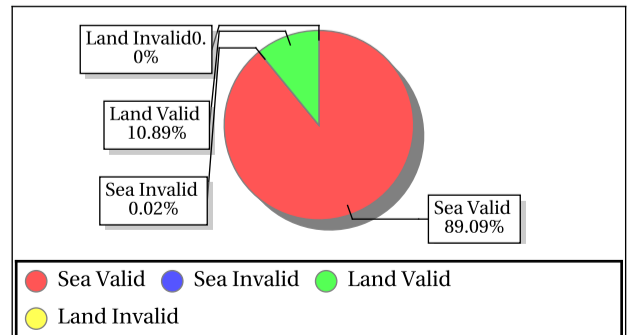 Land Invalid0.
0%
Land Valid
10.89%
Sea Invalid
0.02%
Sea Valid
89.09%
Sea Valid Sea Invalid Land Valid
Land Invalid